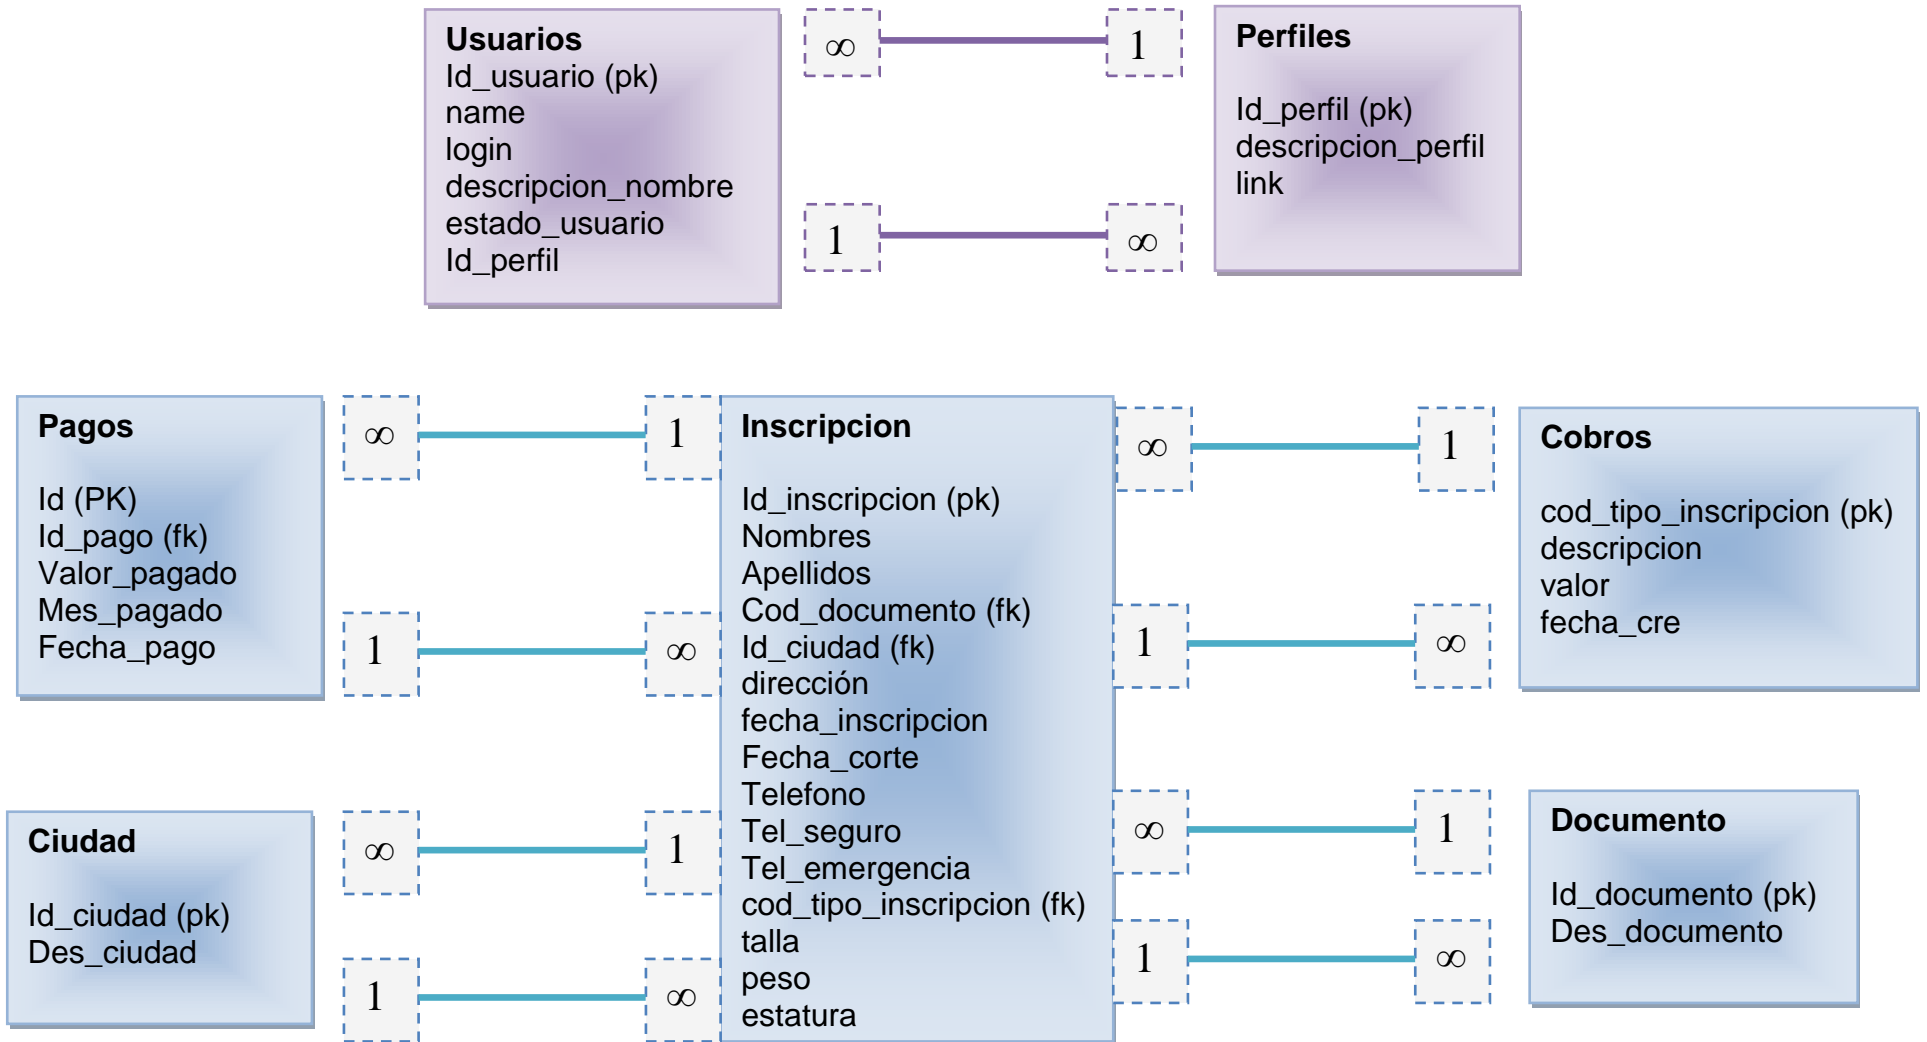 Usuarios
Id_usuario (pk)
name
login
descripcion_nombre
estado_usuario
Id_perfil
∞
1
1
∞
Perfiles
Id_perfil (pk)
descripcion_perfil
link
Pagos
Id (PK)
Id_pago (fk)
Valor_pagado
Mes_pagado
Fecha_pago
∞
1
1
∞
Ciudad
Id_ciudad (pk)
Des_ciudad
∞
1
1
∞
Inscripcion
Id_inscripcion (pk)
Nombres
Apellidos
Cod_documento (fk)
Id_ciudad (fk)
dirección
fecha_inscripcion
Fecha_corte
Telefono
Tel_seguro
Tel_emergencia
cod_tipo_inscripcion (fk)
talla
peso
estatura
∞
1
1
∞
Cobros
cod_tipo_inscripcion (pk)
descripcion
valor
fecha_cre
∞
1
1
∞
Documento
Id_documento (pk)
Des_documento